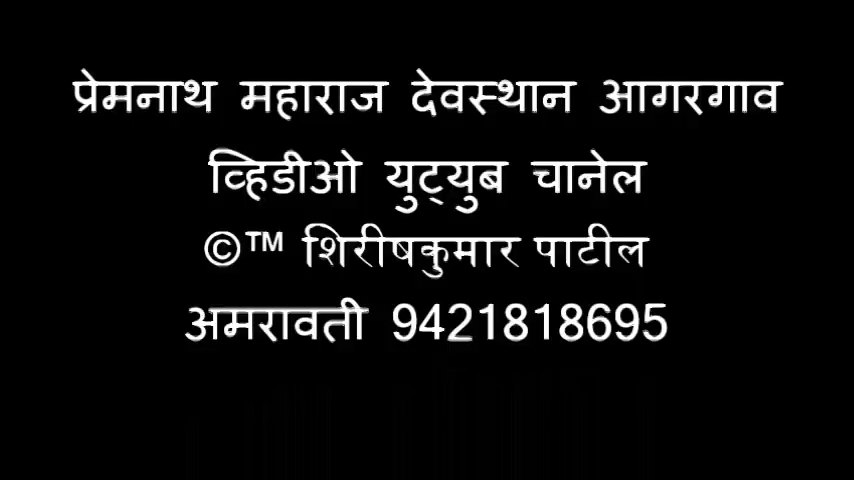 प्रेमनाथ महाराज देवस्थान आगरगाव
व्हिडीओ युट्युब चानेल
©™ शिरीषकुमार पाटील
अमरावती 9421818695